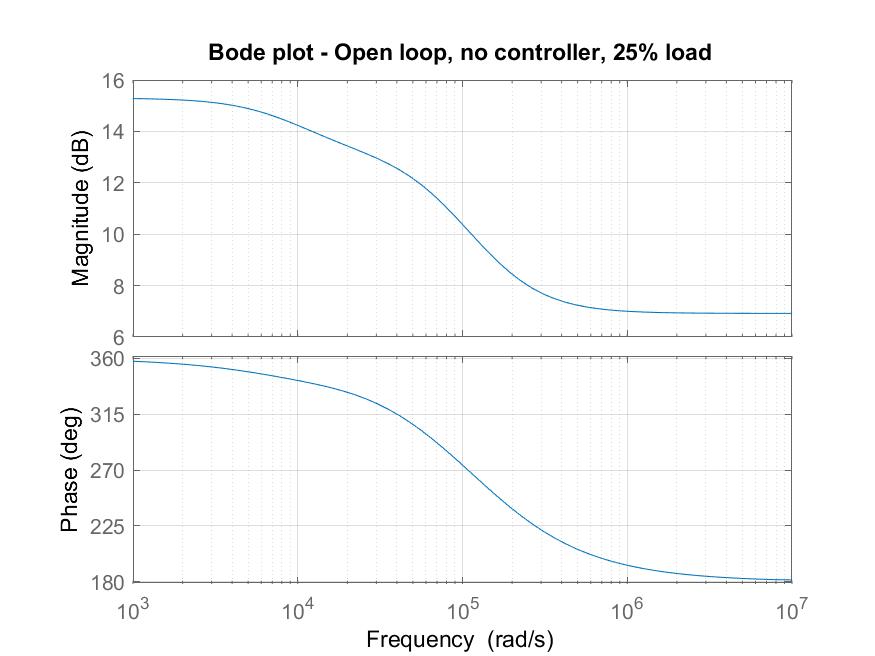 Bode plot - Open loop, no controller, 25% load
16
14
12
10
8
6
Magnitude (dB)
360
315
270
225
180
Phase (deg)
10^3 10^4 10^5 10^6 10^7
Frequency (rad/s)